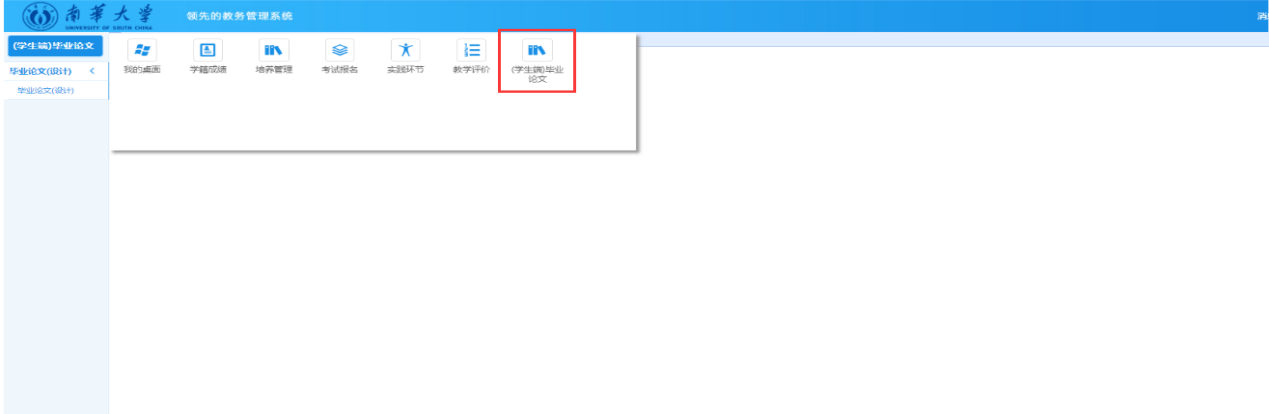 南华大学
UNIVERSITY OF SOUTH CHINA
领先的教务管理系统
消
(学生端)毕业论文
毕业论文(设计)
毕业论文(设计)
我的桌面
学籍成绩
培养管理
考试报名
实践环节
教学评价
(学生端)毕业
论文